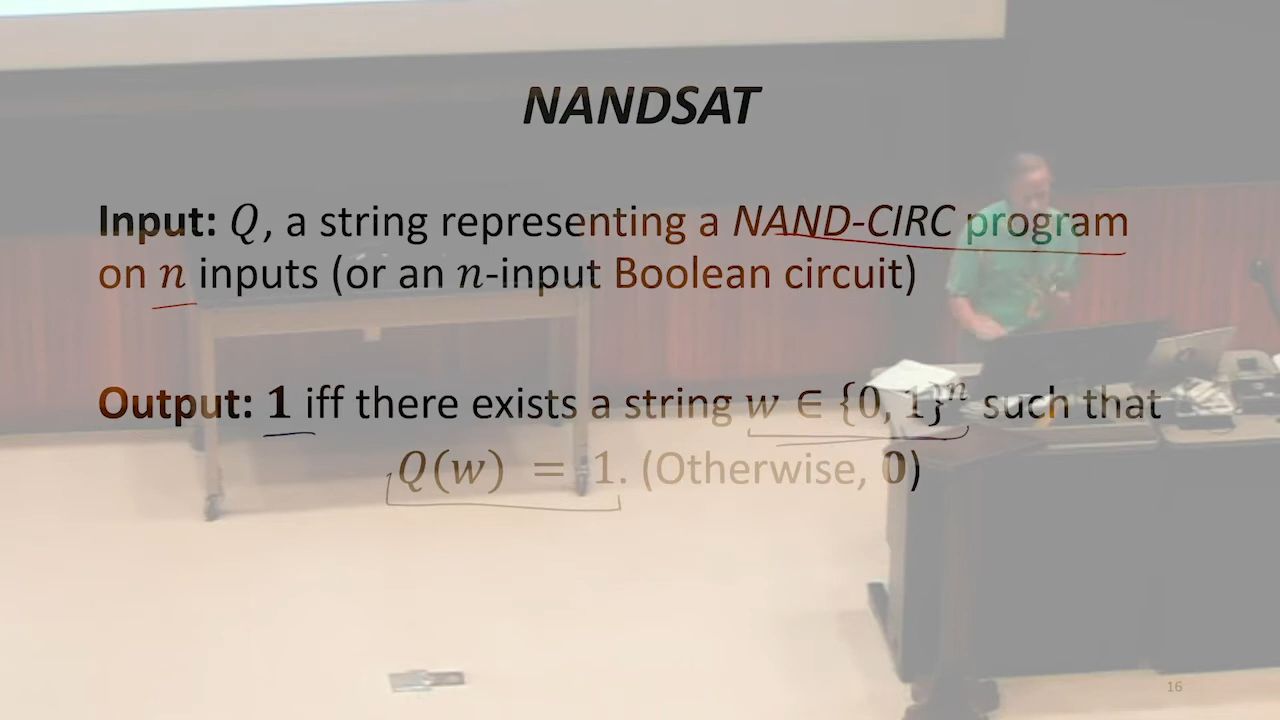 NANDSAT
Input: Q, a string representing a NAND-CIRC program
on n inputs (or an n-input Boolean circuit)
Output: 1 iff there exists a string w ∈ {0, 1}ⁿ such that
Q(w) = 1. (Otherwise, 0)
16